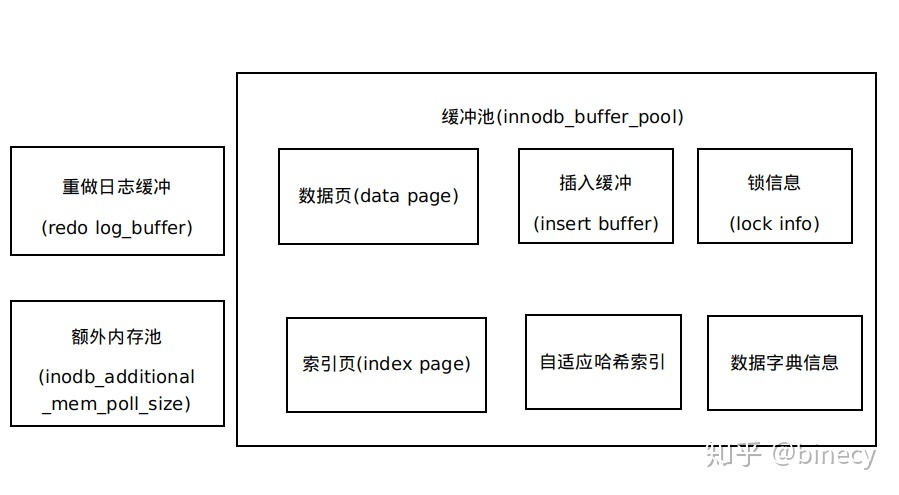 缓冲池(innodb_buffer_pool)
重做日志缓冲
(redo log_buffer)
数据页(data page)
插入缓冲
(insert buffer)
锁信息
(lock info)
额外内存池
(inodb_additional
_mem_poll_size)
索引页(index page)
自适应哈希索引
数据字典信息
知乎 @binecy